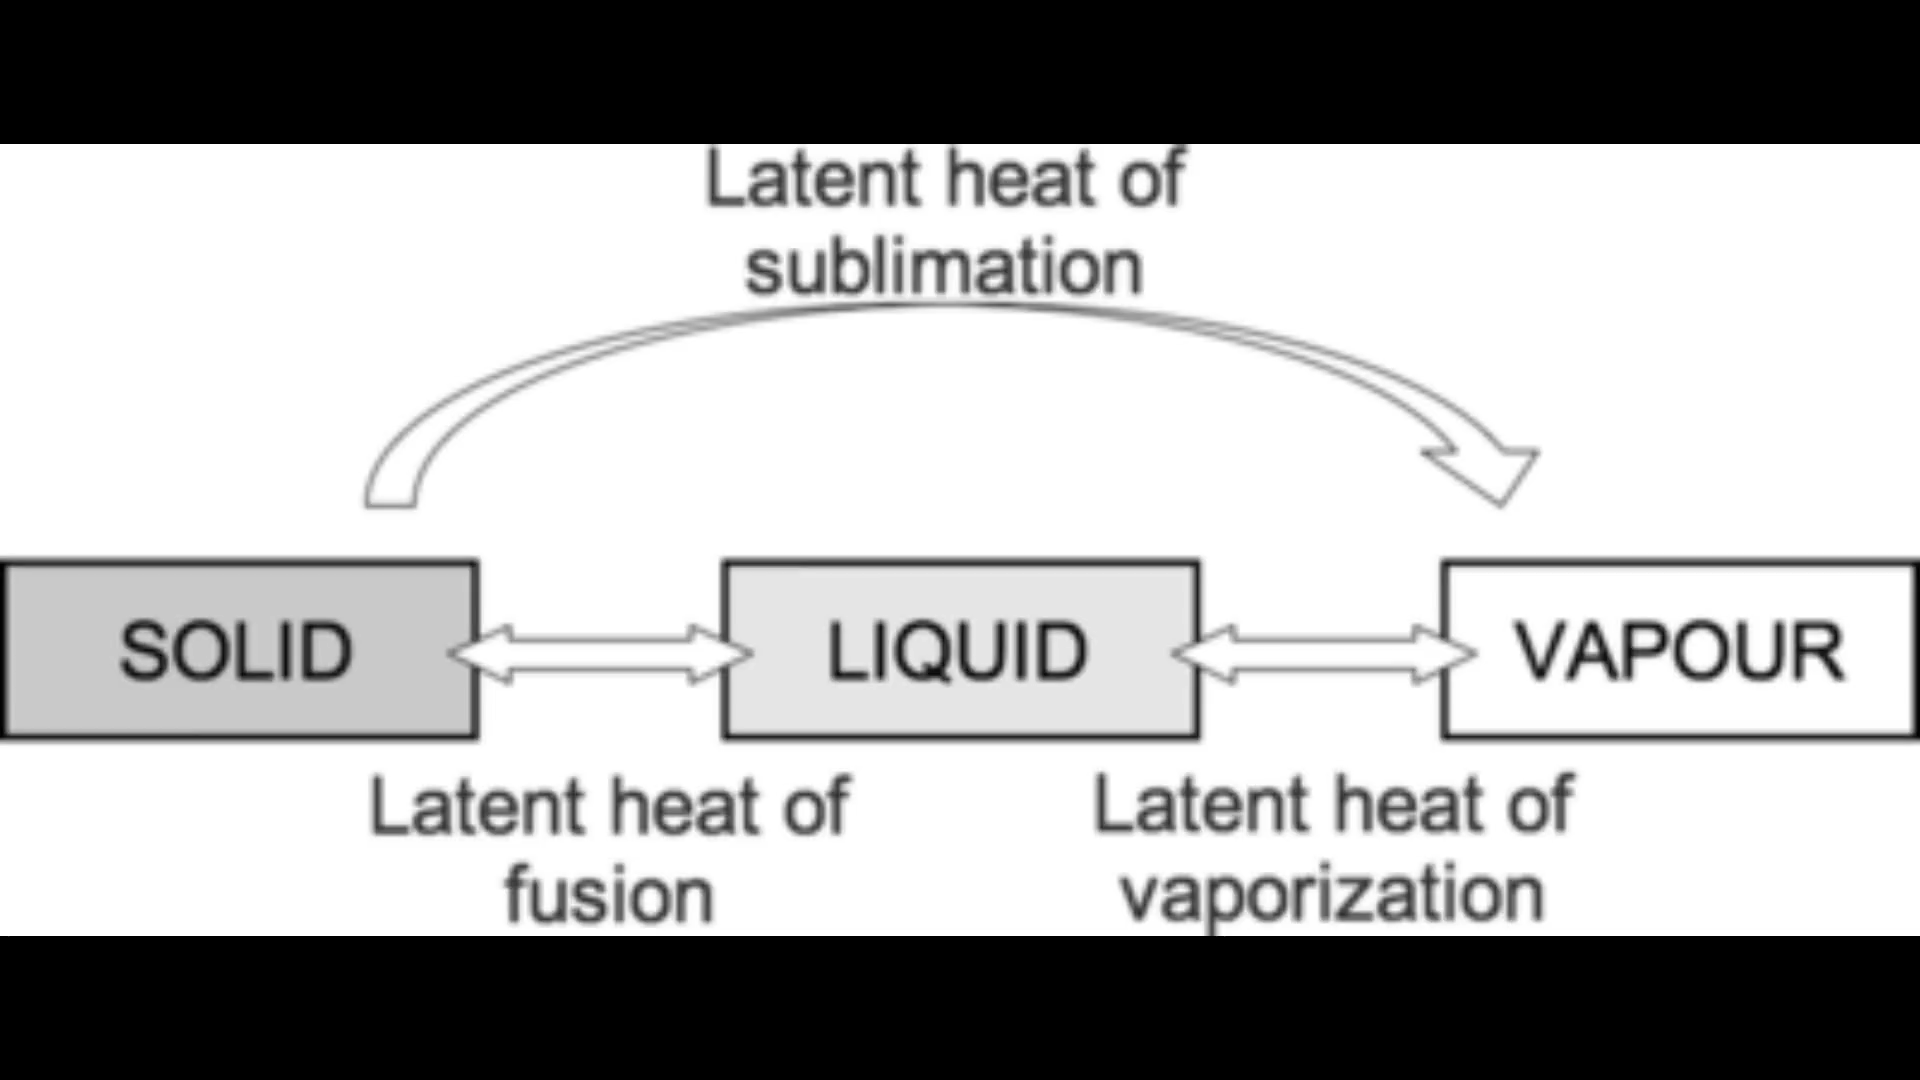 Latent heat of
sublimation
SOLID
LIQUID
VAPOUR
Latent heat of
fusion
Latent heat of
vaporization